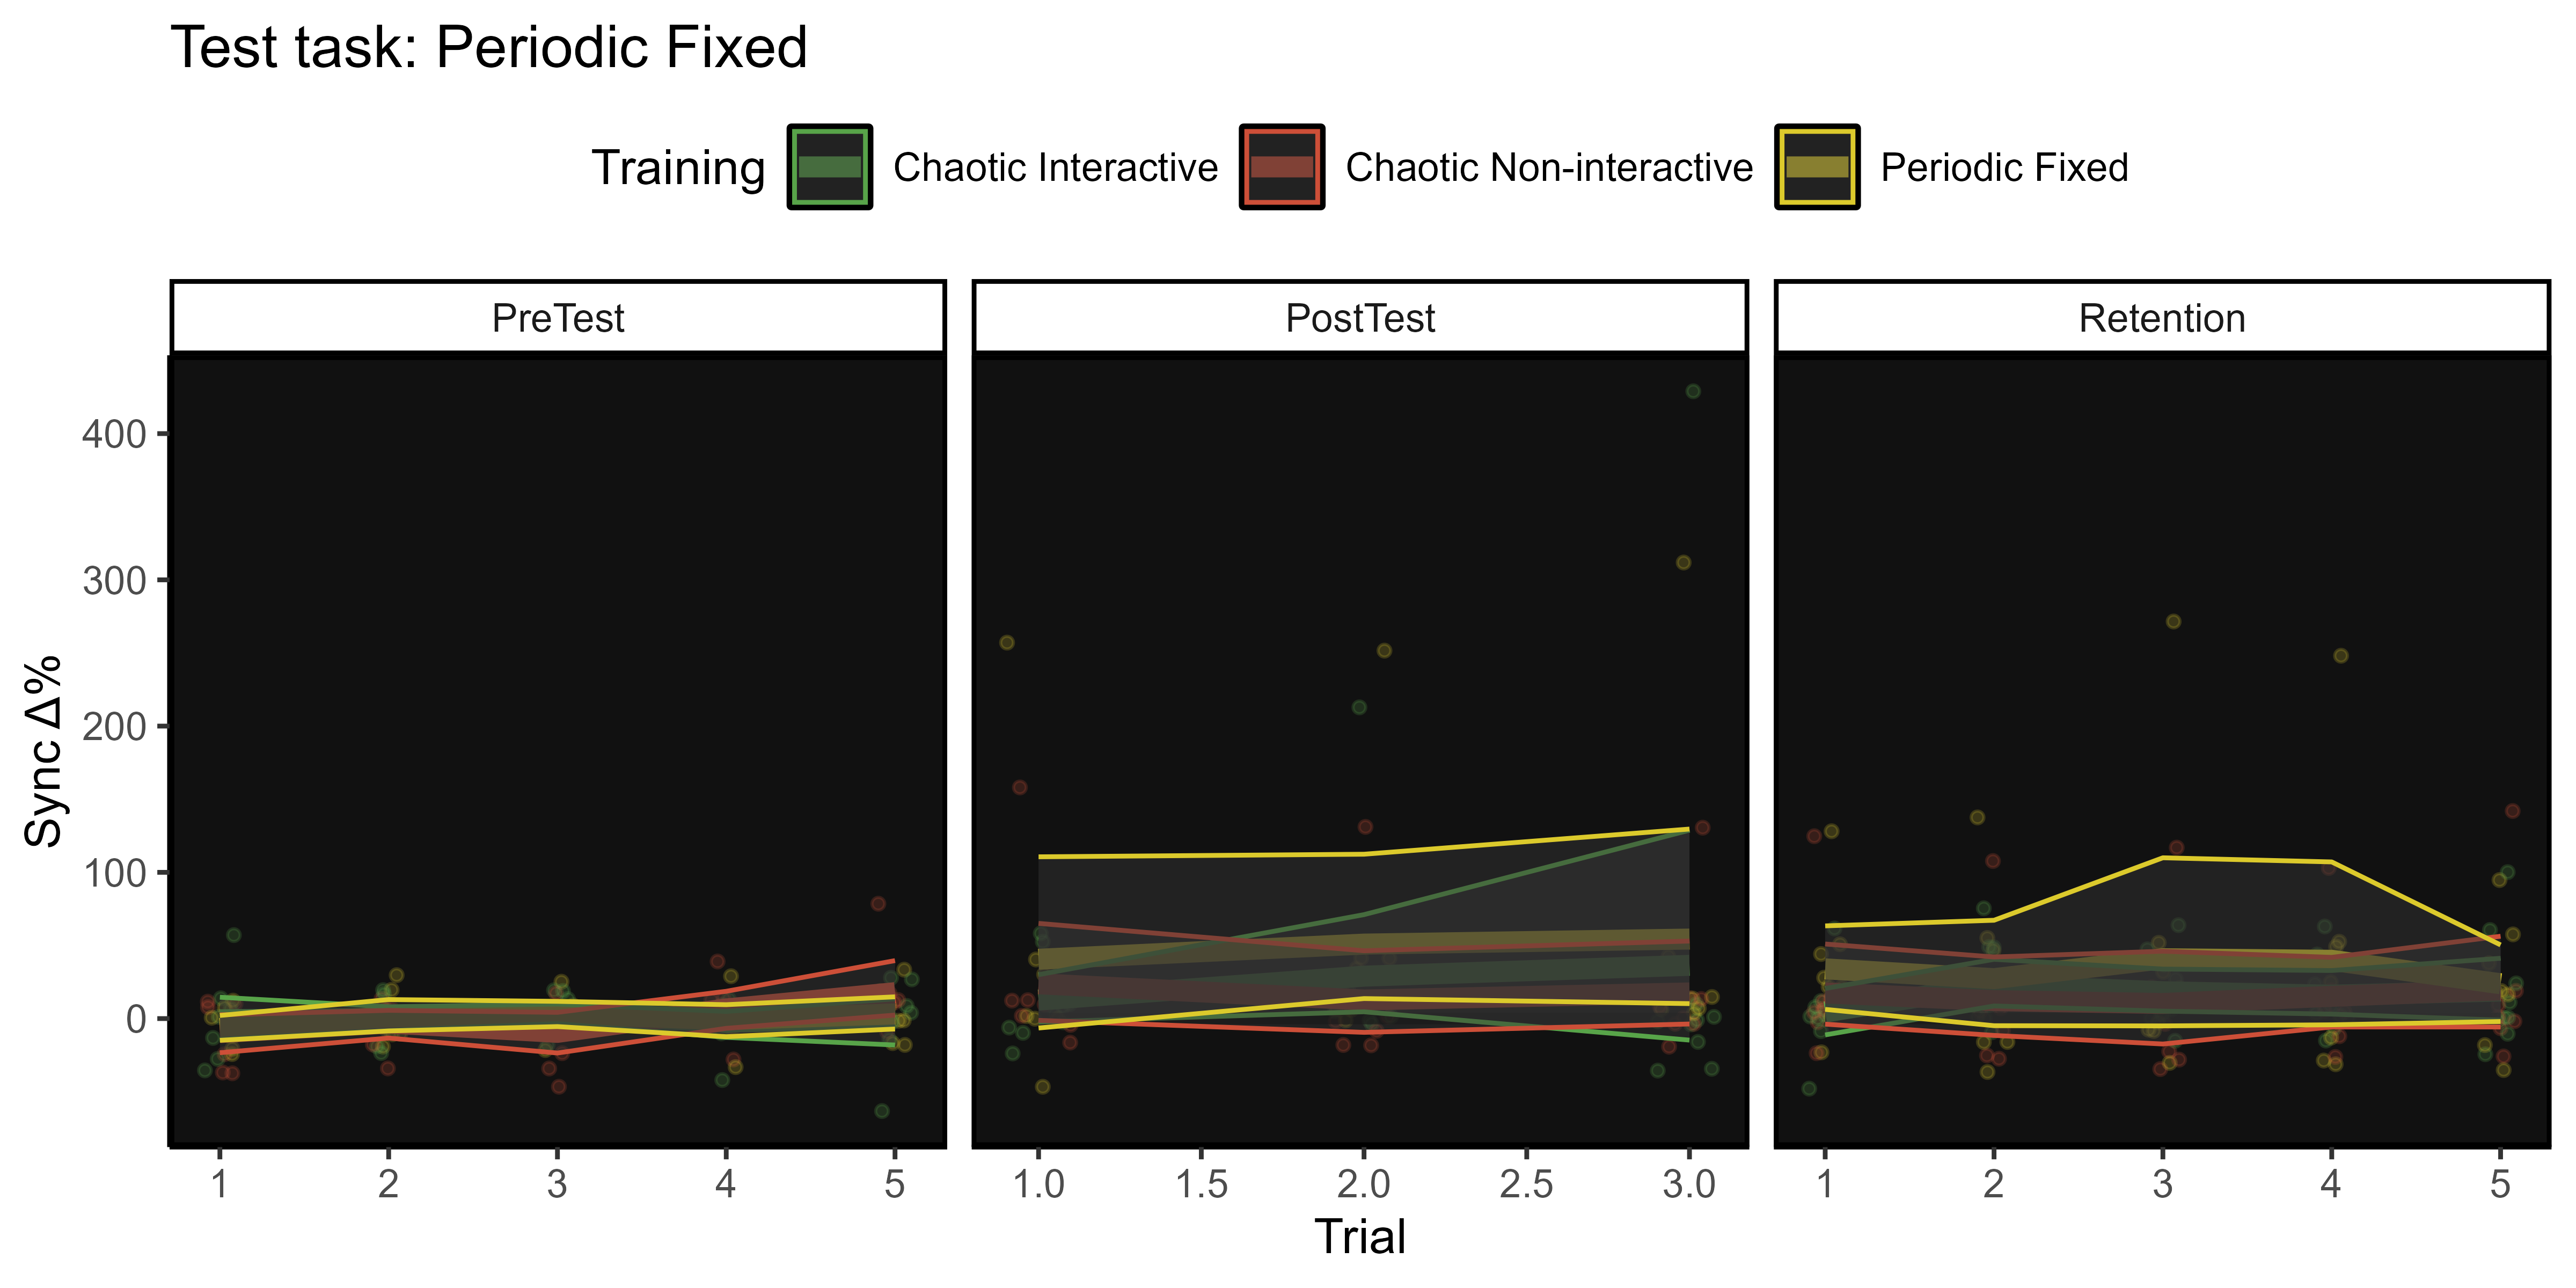 Test task: Periodic Fixed
Training Chaotic Interactive Chaotic Non-interactive Periodic Fixed
PreTest PostTest Retention
Sync Δ%
400
300
200
100
0
1 2 3 4 5 1.0 1.5 2.0 2.5 3.0 1 2 3 4 5
Trial